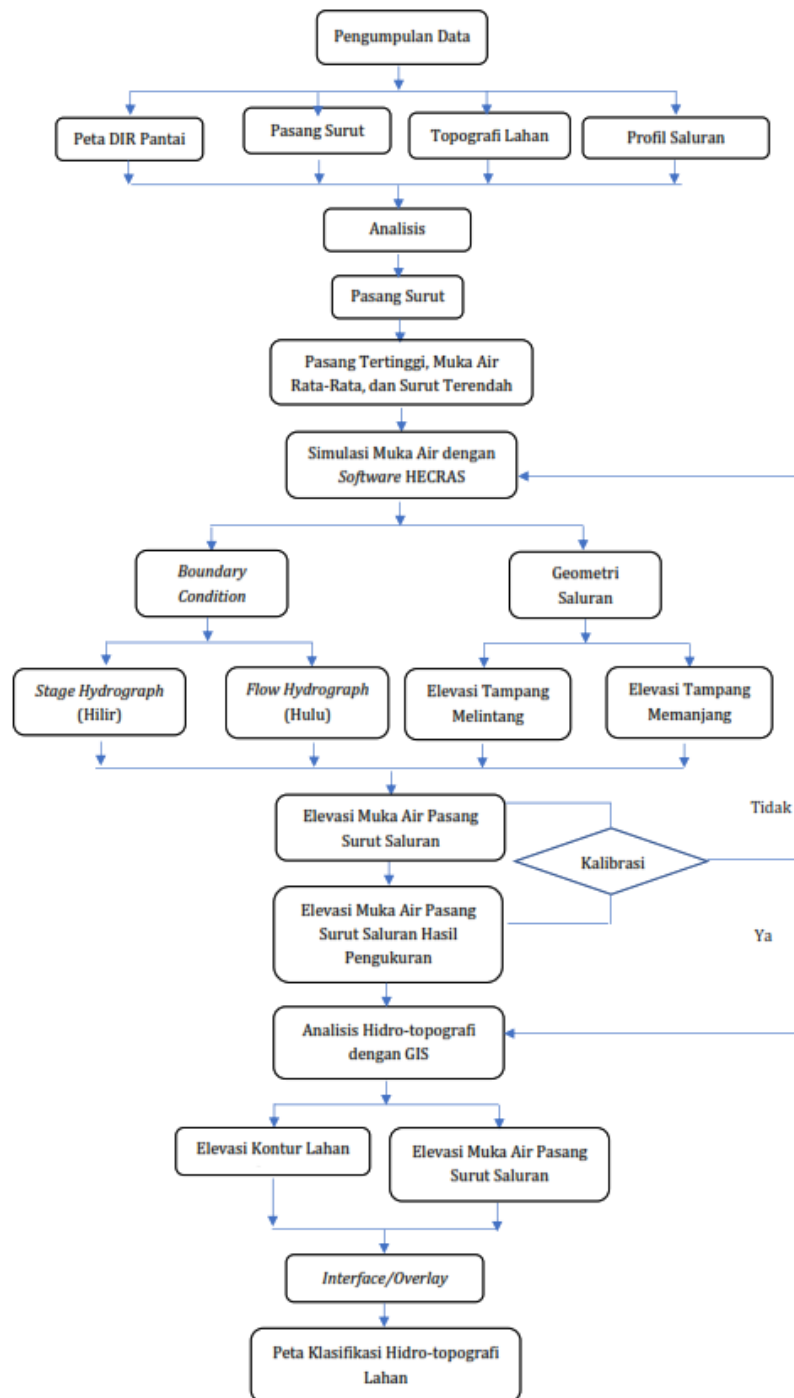 Pengumpulan Data
Peta DIR Pantai
Pasang Surut
Topografi Lahan
Profil Saluran
Analisis
Pasang Surut
Pasang Tertinggi, Muka Air
Rata-Rata, dan Surut Terendah
Simulasi Muka Air dengan
Software HECRAS
Boundary
Condition
Geometri
Saluran
Stage Hydrograph
(Hilir)
Flow Hydrograph
(Hulu)
Elevasi Tampang
Melintang
Elevasi Tampang
Memanjang
Elevasi Muka Air Pasang
Surut Saluran
Tidak
Kalibrasi
Elevasi Muka Air Pasang
Surut Saluran Hasil
Pengukuran
Ya
Analisis Hidro-topografi
dengan GIS
Elevasi Kontur Lahan
Elevasi Muka Air Pasang
Surut Saluran
Interface/Overlay
Peta Klasifikasi Hidro-topografi
Lahan